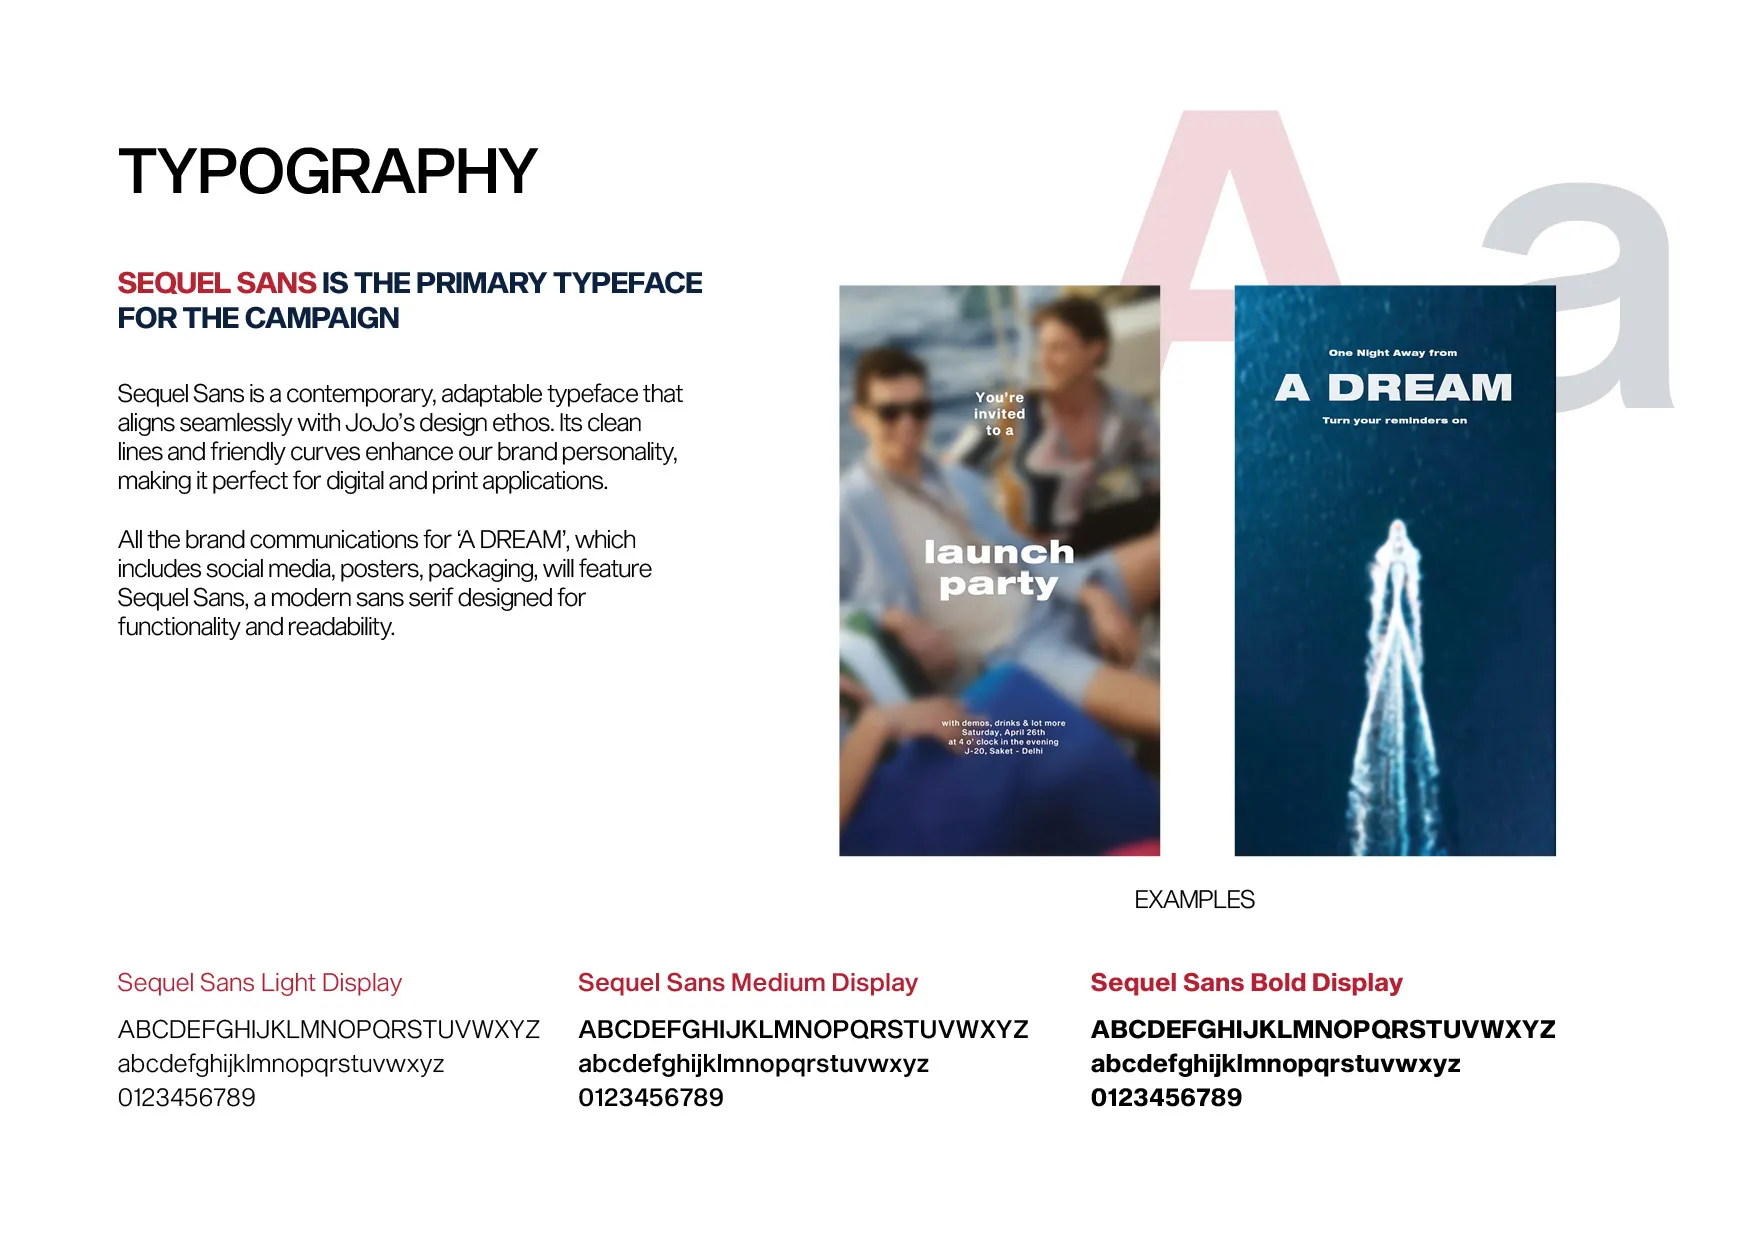 Aa
TYPOGRAPHY
SEQUEL SANS IS THE PRIMARY TYPEFACE
FOR THE CAMPAIGN
Sequel Sans is a contemporary, adaptable typeface that
aligns seamlessly with JoJo’s design ethos. Its clean
lines and friendly curves enhance our brand personality,
making it perfect for digital and print applications.
All the brand communications for ‘A DREAM’, which
includes social media, posters, packaging, will feature
Sequel Sans, a modern sans serif designed for
functionality and readability.
You’re
invited
to a
launch
party
with demos, drinks & lot more
Saturday, April 26th
at 4 o’ clock in the evening
J-20, Saket - Delhi
One Night Away from
A DREAM
Turn your reminders on
EXAMPLES
Sequel Sans Light Display
ABCDEFGHIJKLMNOPQRSTUVWXYZ
abcdefghijklmnopqrstuvwxyz
0123456789
Sequel Sans Medium Display
ABCDEFGHIJKLMNOPQRSTUVWXYZ
abcdefghijklmnopqrstuvwxyz
0123456789
Sequel Sans Bold Display
ABCDEFGHIJKLMNOPQRSTUVWXYZ
abcdefghijklmnopqrstuvwxyz
0123456789